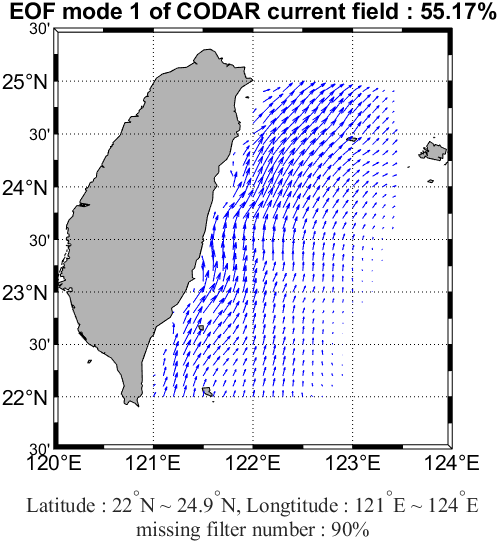 EOF mode 1 of CODAR current field : 55.17%
30'
25°N
30'
24°N
30'
23°N
30'
22°N
30'
120°E 121°E 122°E 123°E 124°E
Latitude : 22°N ~ 24.9°N, Longtitude : 121°E ~ 124°E
missing filter number : 90%